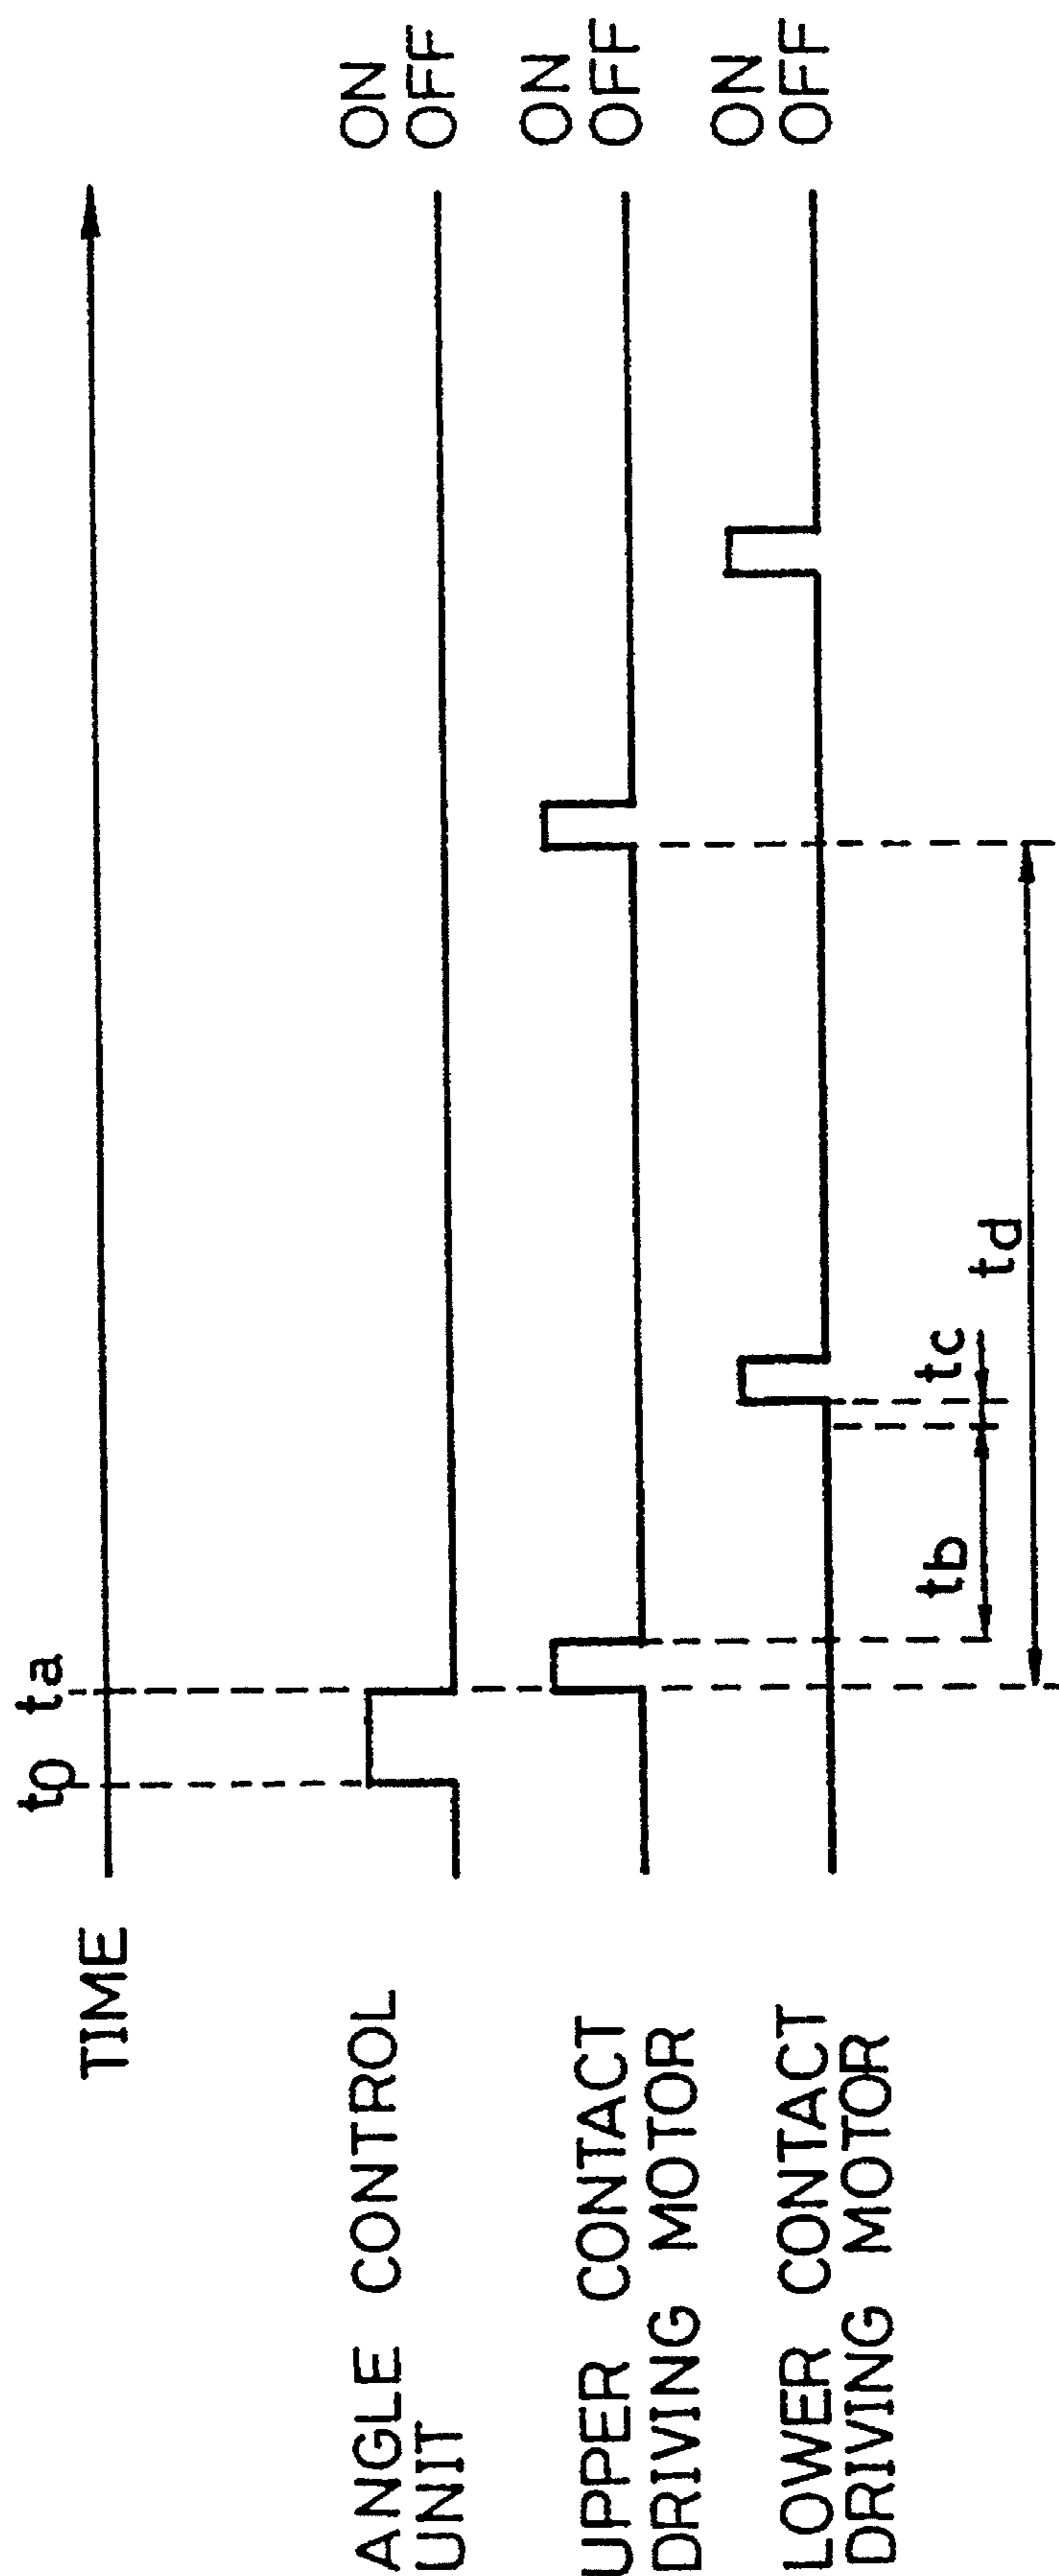 TIME
t0 ta
ANGLE CONTROL
UNIT
ON
OFF
UPPER CONTACT
DRIVING MOTOR
ON
OFF
LOWER CONTACT
DRIVING MOTOR
ON
OFF
tb
tc
td